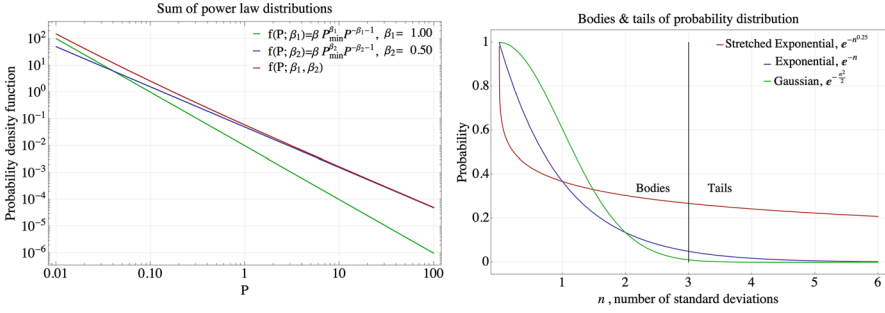 Sum of power law distributions
f(P; β₁)=β P_min^β₁ P^−β₁−1 , β₁= 1.00
f(P; β₂)=β P_min^β₂ P^−β₂−1 , β₂= 0.50
f(P; β₁, β₂)
Probability density function
10²
10¹
10⁰
10⁻¹
10⁻²
10⁻³
10⁻⁴
10⁻⁵
10⁻⁶
0.01 0.10 1 10 100
P
Bodies & tails of probability distribution
Stretched Exponential, e^−n^0.25
Exponential, e^−n
Gaussian, e^−n²/2
Probability
1
0.8
0.6
0.4
0.2
0
Bodies Tails
1 2 3 4 5 6
n , number of standard deviations